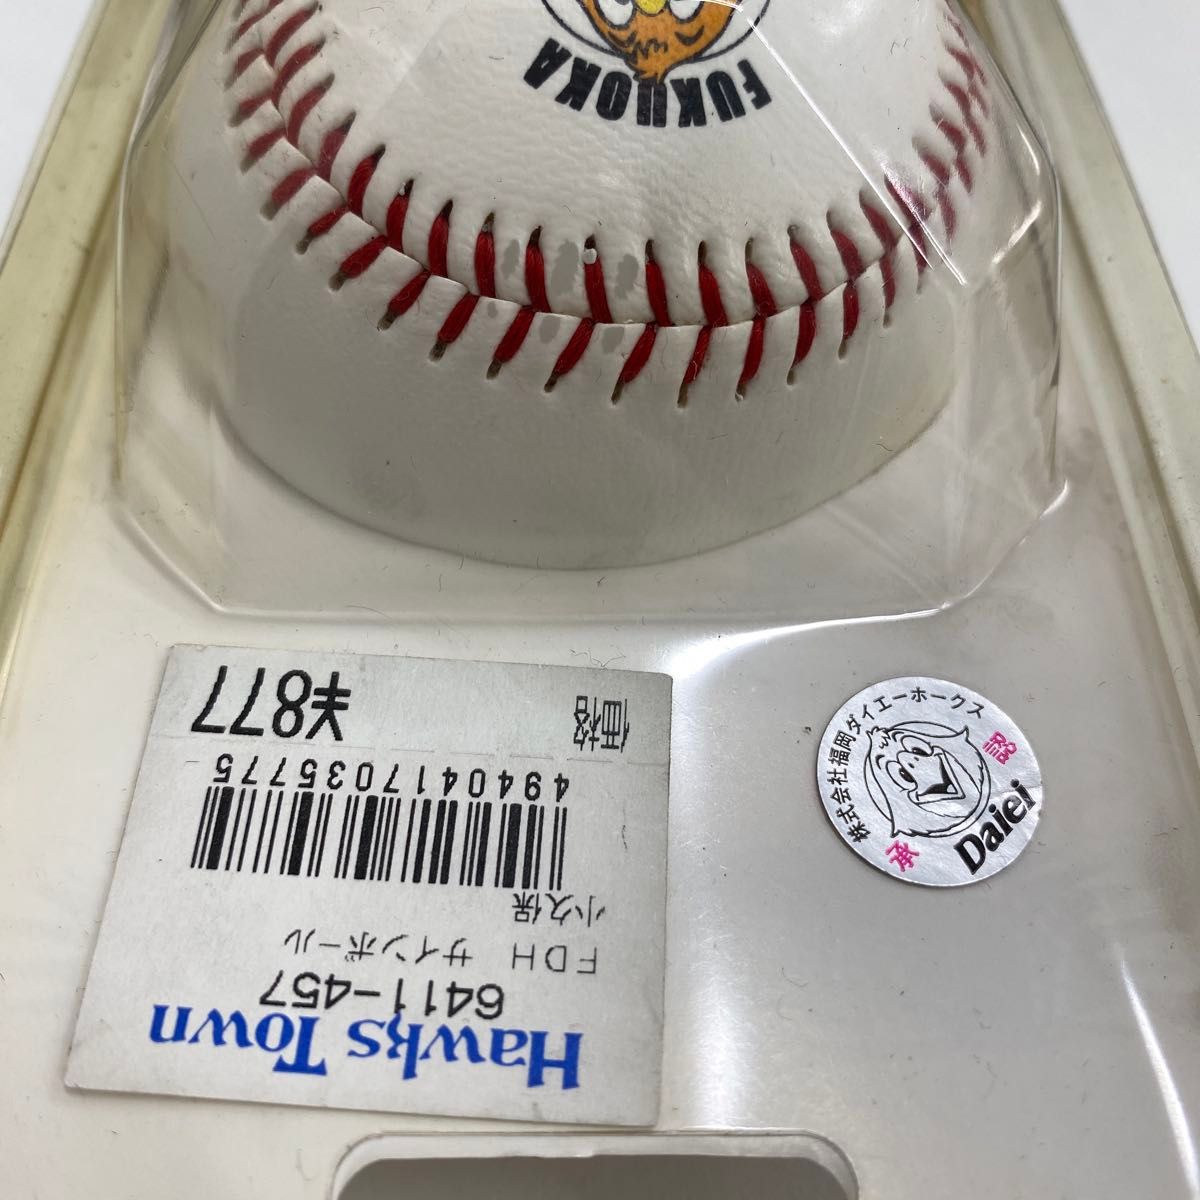 FUKUOKA
Hawks Town
6411-457
FDH サインボール
小久保
4940417035775
価格
¥877
株式会社福岡ダイエーホークス
承認
Daiei